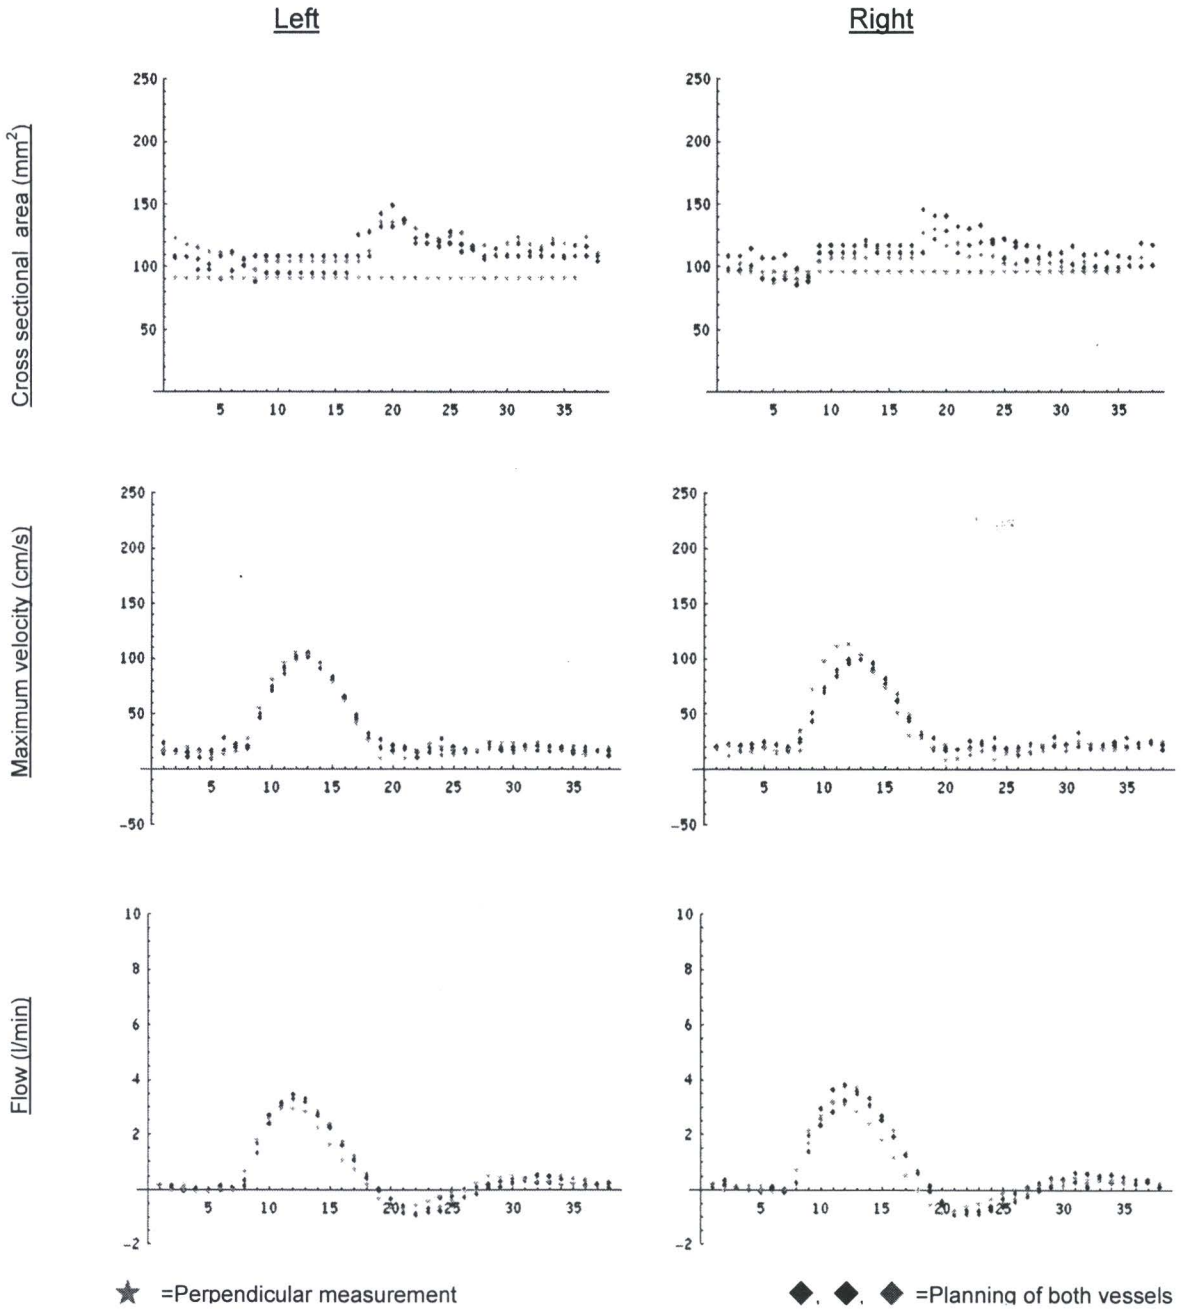 Left Right
Cross sectional area (mm²)
250 250
200 200
150 150
100 100
50 50
5 10 15 20 25 30 35 5 10 15 20 25 30 35
Maximum velocity (cm/s)
250 250
200 200
150 150
100 100
50 50
5 10 15 20 25 30 35 5 10 15 20 25 30 35
-50 -50
Flow (l/min)
10 10
8 8
6 6
4 4
2 2
5 10 15 20 25 30 35 5 10 15 20 25 30 35
-2 -2
=Perpendicular measurement , , =Planning of both vessels